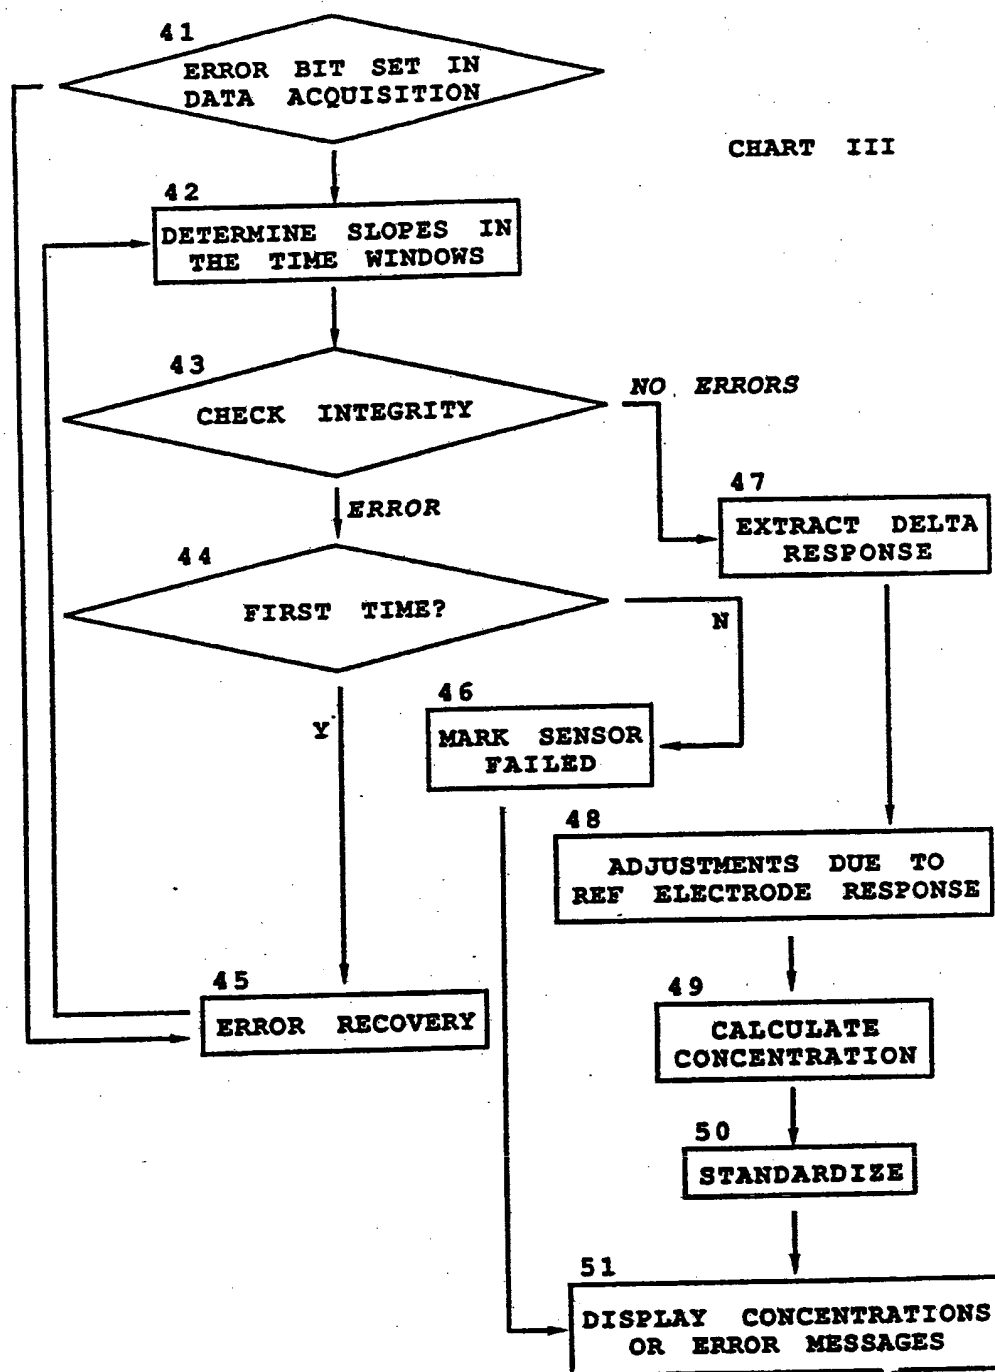 41
ERROR BIT SET IN
DATA ACQUISITION
CHART III
42
DETERMINE SLOPES IN
THE TIME WINDOWS
43
CHECK INTEGRITY
NO ERRORS
ERROR
47
EXTRACT DELTA
RESPONSE
44
FIRST TIME?
N
Y
46
MARK SENSOR
FAILED
48
ADJUSTMENTS DUE TO
REF ELECTRODE RESPONSE
45
ERROR RECOVERY
49
CALCULATE
CONCENTRATION
50
STANDARDIZE
51
DISPLAY CONCENTRATIONS
OR ERROR MESSAGES